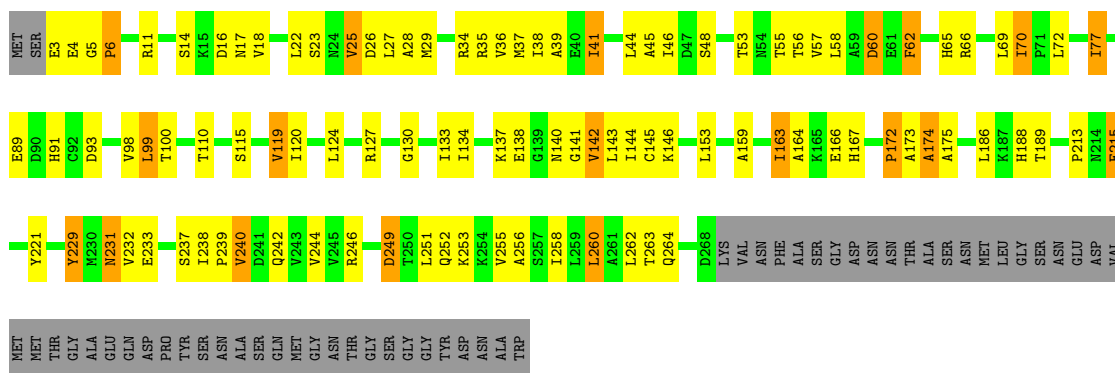 MET SER E3 E4 G5 P6 R11 S14 K15 D16 N17 V18 L22 S23 N24 V25 D26 L27 A28 M29 R34 R35 V36 M37 I38 A39 E40 I41 L44 A45 I46 D47 S48 T53 N54 T55 T56 V57 L58 A59 D60 E61 F62 H65 R66 L69 I70 P71 L72 I77
E89 D90 H91 C92 D93 V98 L99 T100 T110 S115 V119 I120 L124 R127 G130 I133 I134 K137 E138 G139 N140 G141 V142 L143 I144 C145 K146 L153 A159 I163 A164 K165 E166 H167 P172 A173 A174 A175 L186 K187 H188 T189 P213 N214
Y221 Y229 M230 N231 V232 E233 S237 I238 P239 V240 D241 Q242 V243 V244 V245 R246 D249 T250 L251 Q252 K253 K254 V255 A256 S257 I258 L259 L260 A261 L262 T263 Q264 D268 LYS VAL ASN PHE ALA SER GLY ASP ASN ASN THR ALA SER ASN MET LEU GLY SER ASN GLU ASP
MET MET THR GLY ALA GLU GLN ASP PRO TYR SER ASN ALA SER GLN MET GLY ASN THR GLY SER GLY GLY TYR ASP ASN ALA TRP